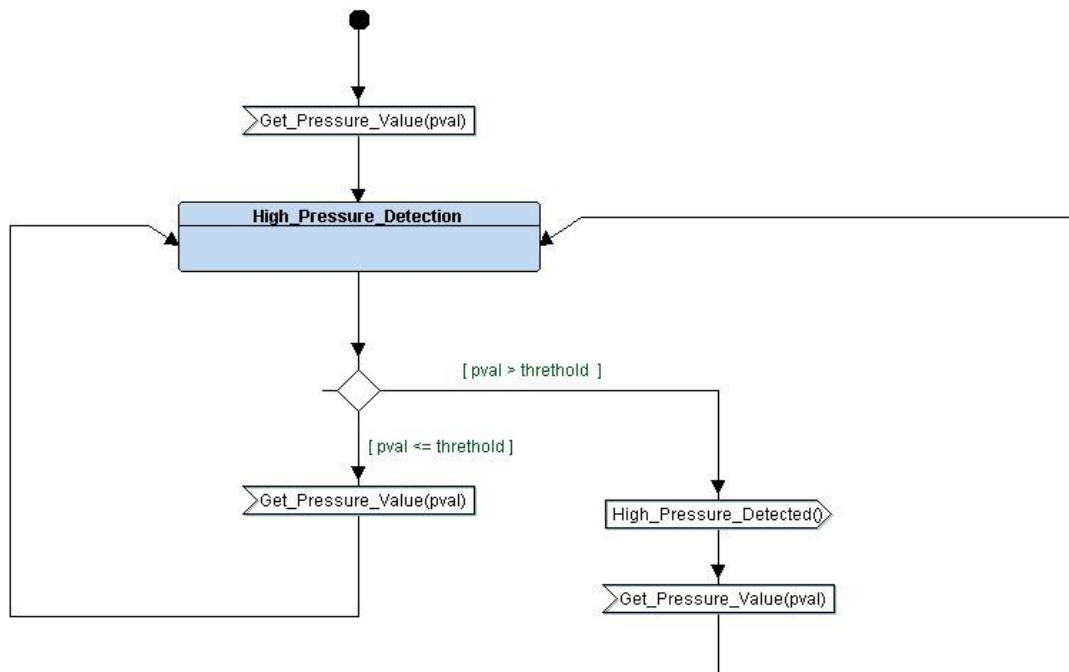 Get_Pressure_Value(pval)
High_Pressure_Detection
[ pval > threthold ]
[ pval <= threthold ]
Get_Pressure_Value(pval)
High_Pressure_Detected()
Get_Pressure_Value(pval)